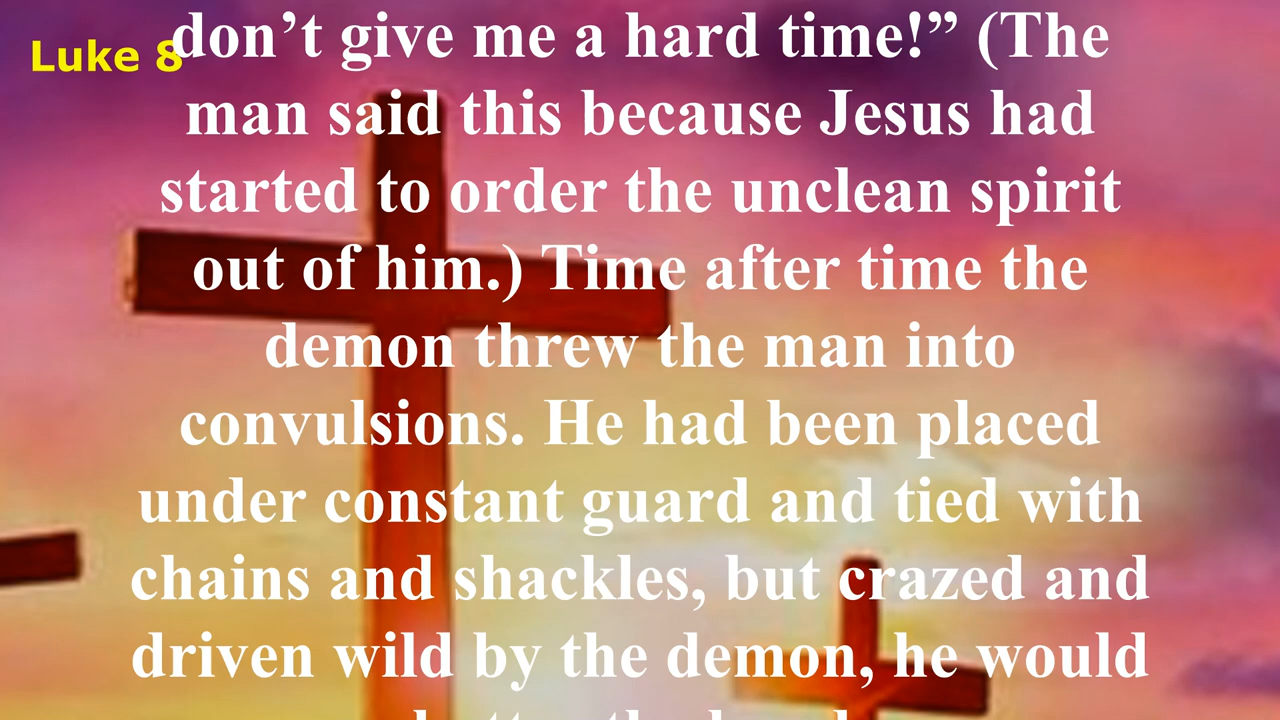 Luke 8
don’t give me a hard time!” (The
man said this because Jesus had
started to order the unclean spirit
out of him.) Time after time the
demon threw the man into
convulsions. He had been placed
under constant guard and tied with
chains and shackles, but crazed and
driven wild by the demon, he would